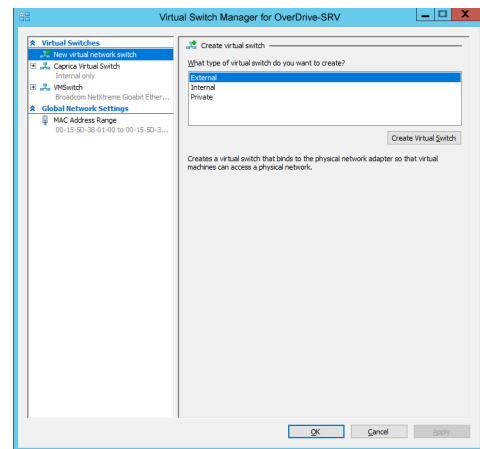 Virtual Switch Manager for OverDrive-SRV
Virtual Switches
New virtual network switch
Caprica Virtual Switch
Internal only
VMSwitch
Broadcom NetXtreme Gigabit Ether...
Global Network Settings
MAC Address Range
00-15-5D-38-01-00 to 00-15-5D-3...
Create virtual switch
What type of virtual switch do you want to create?
External
Internal
Private
Create Virtual Switch
Creates a virtual switch that binds to the physical network adapter so that virtual
machines can access a physical network.
OK
Cancel
Apply